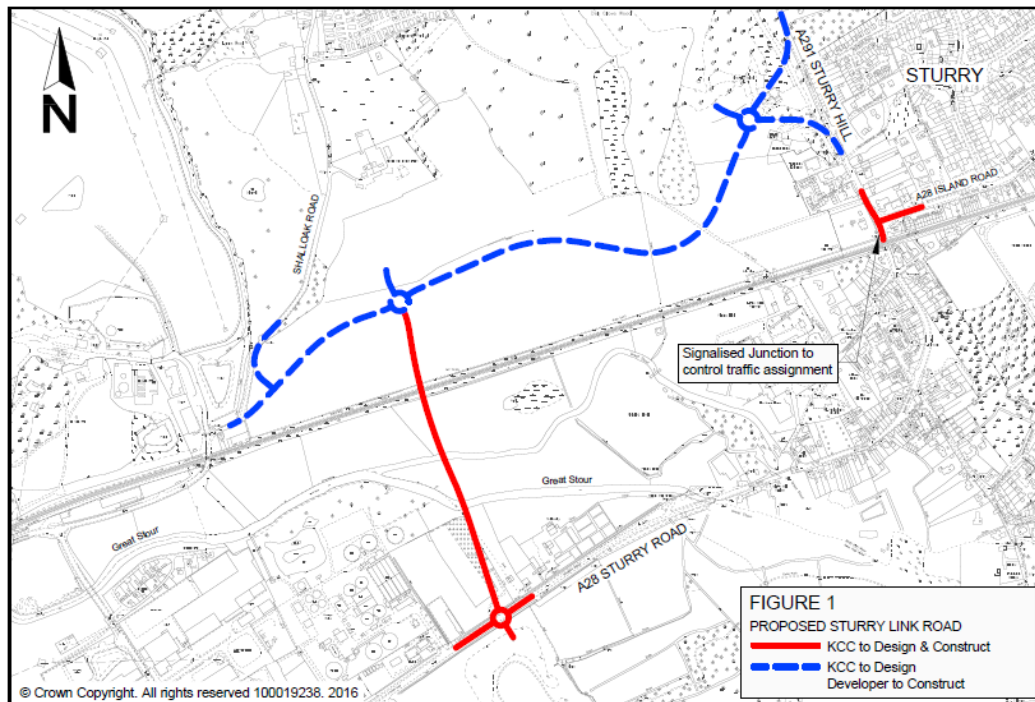 N
A291 STURRY HILL
STURRY
A28 ISLAND ROAD
SHALLOAK ROAD
Signalised Junction to
control traffic assignment
Great Stour
Great Stour
A28 STURRY ROAD
FIGURE 1
PROPOSED STURRY LINK ROAD
KCC to Design & Construct
KCC to Design
Developer to Construct
© Crown Copyright. All rights reserved 100019238. 2016